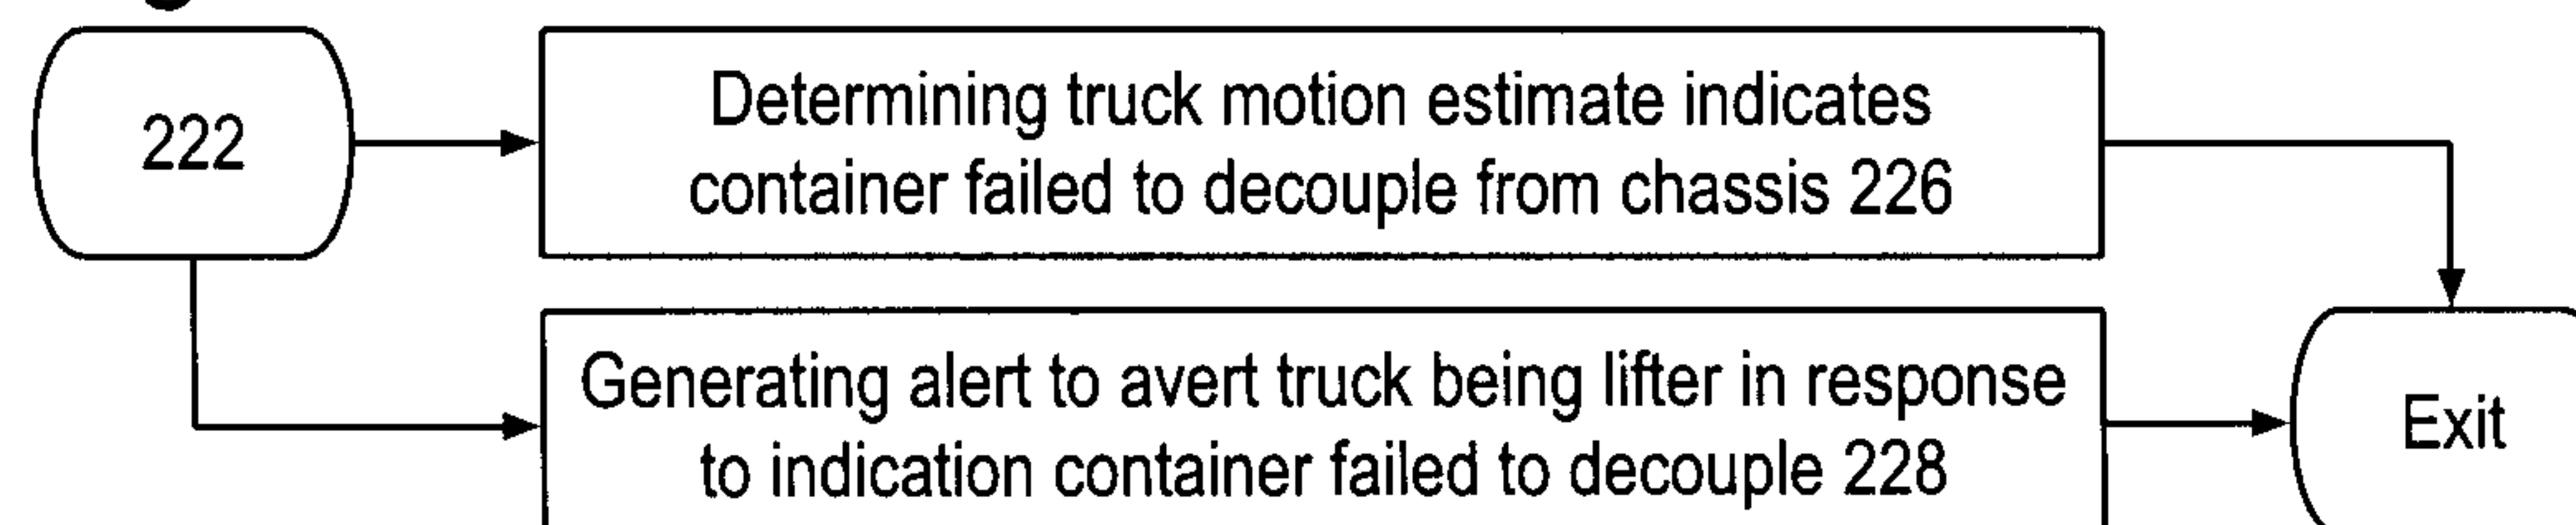 222
Determining truck motion estimate indicates
container failed to decouple from chassis 226
Generating alert to avert truck being lifter in response
to indication container failed to decouple 228
Exit